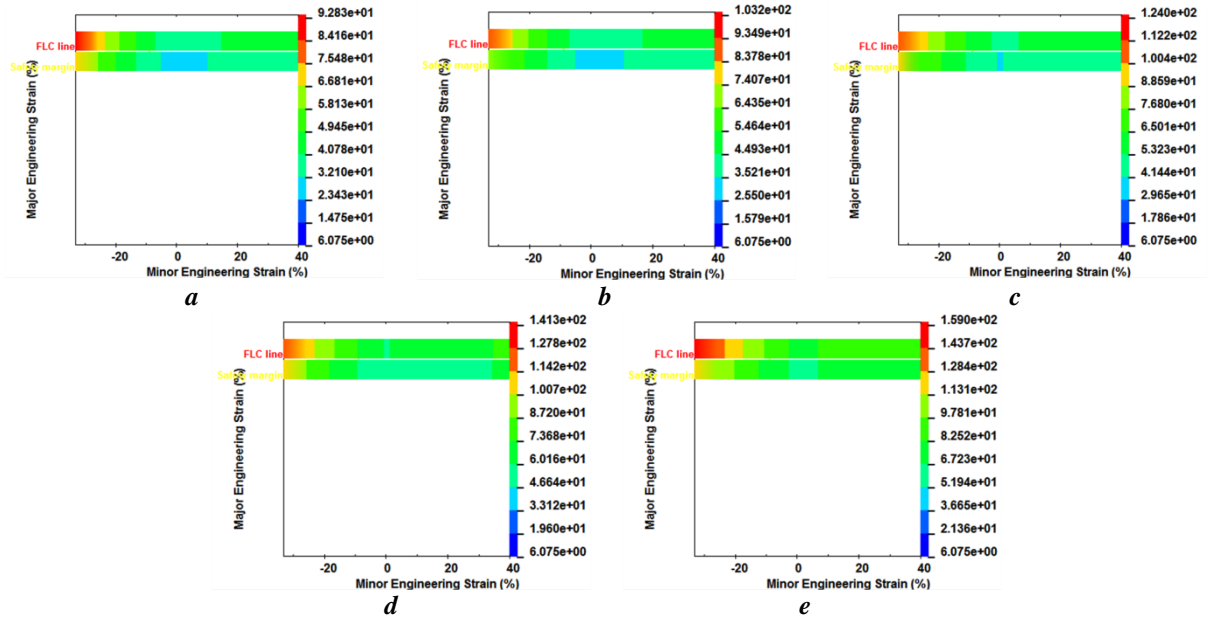 9.283e+01
8.416e+01
7.548e+01
6.681e+01
5.813e+01
4.945e+01
4.078e+01
3.210e+01
2.343e+01
1.475e+01
6.075e+00
FLC line
Safety margin
Major Engineering Strain (%)
-20 0 20 40
Minor Engineering Strain (%)
a
1.032e+02
9.349e+01
8.378e+01
7.407e+01
6.435e+01
5.464e+01
4.493e+01
3.521e+01
2.550e+01
1.579e+01
6.075e+00
FLC line
Safety margin
Major Engineering Strain (%)
-20 0 20 40
Minor Engineering Strain (%)
b
1.240e+02
1.122e+02
1.004e+02
8.859e+01
7.680e+01
6.501e+01
5.323e+01
4.144e+01
2.965e+01
1.786e+01
6.075e+00
FLC line
Safety margin
Major Engineering Strain (%)
-20 0 20 40
Minor Engineering Strain (%)
c
1.413e+02
1.278e+02
1.142e+02
1.007e+02
8.720e+01
7.368e+01
6.016e+01
4.664e+01
3.312e+01
1.960e+01
6.075e+00
FLC line
Safety margin
Major Engineering Strain (%)
-20 0 20 40
Minor Engineering Strain (%)
d
1.590e+02
1.437e+02
1.284e+02
1.131e+02
9.781e+01
8.252e+01
6.723e+01
5.194e+01
3.665e+01
2.136e+01
6.075e+00
FLC line
Safety margin
Major Engineering Strain (%)
-20 0 20 40
Minor Engineering Strain (%)
e